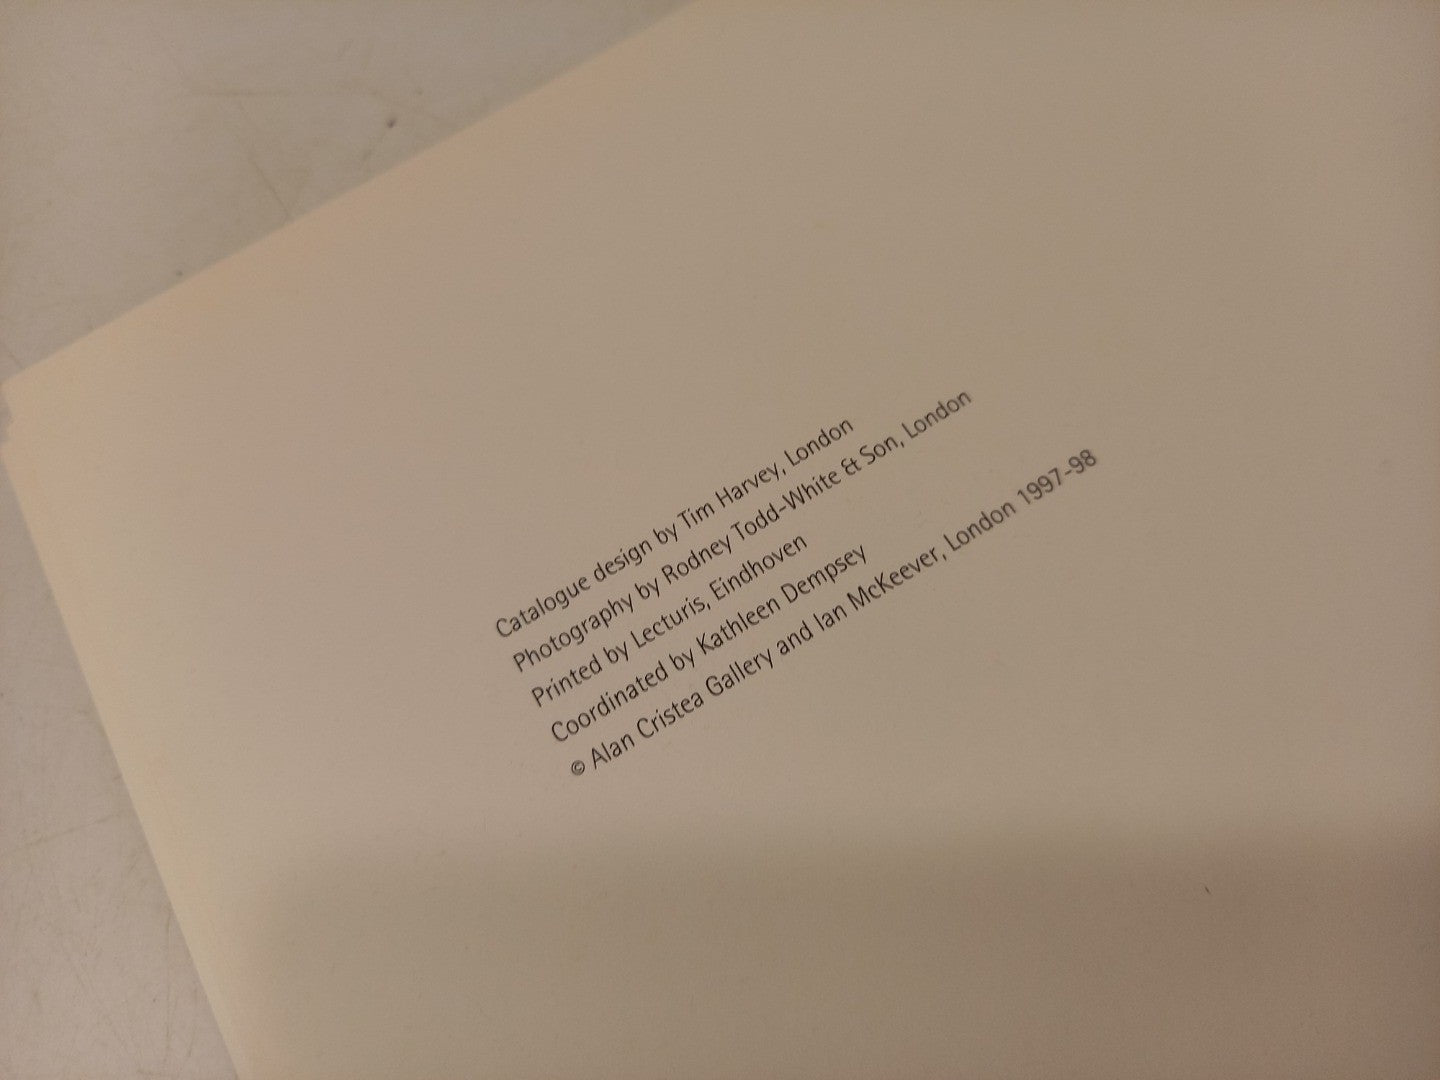 Catalogue design by Tim Harvey, London
Photography by Rodney Todd-White & Son, London
Printed by Lecturis, Eindhoven
Coordinated by Kathleen Dempsey
© Alan Cristea Gallery and Ian McKeever, London 1997-98